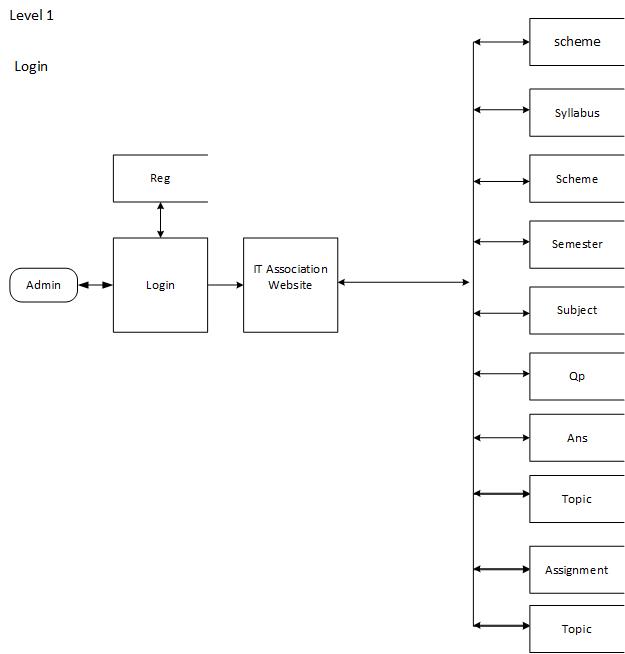 Level 1
Login
Reg
Admin
Login
IT Association
Website
scheme
Syllabus
Scheme
Semester
Subject
Qp
Ans
Topic
Assignment
Topic